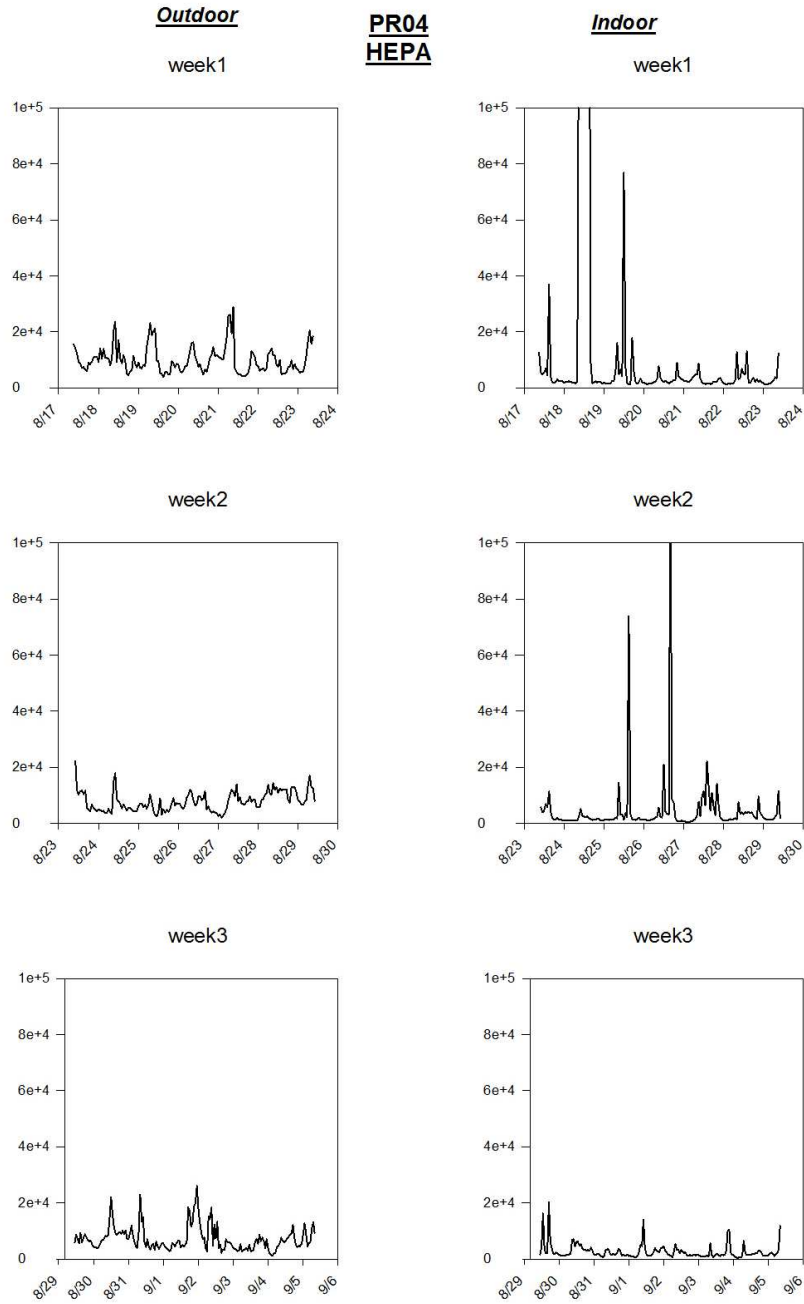 Outdoor
PR04
HEPA
Indoor
week1
week1
1e+5
8e+4
6e+4
4e+4
2e+4
0
8/17
8/18
8/19
8/20
8/21
8/22
8/23
8/24
1e+5
8e+4
6e+4
4e+4
2e+4
0
8/17
8/18
8/19
8/20
8/21
8/22
8/23
8/24
week2
week2
1e+5
8e+4
6e+4
4e+4
2e+4
0
8/23
8/24
8/25
8/26
8/27
8/28
8/29
8/30
1e+5
8e+4
6e+4
4e+4
2e+4
0
8/23
8/24
8/25
8/26
8/27
8/28
8/29
8/30
week3
week3
1e+5
8e+4
6e+4
4e+4
2e+4
0
8/29
8/30
8/31
9/1
9/2
9/3
9/4
9/5
9/6
1e+5
8e+4
6e+4
4e+4
2e+4
0
8/29
8/30
8/31
9/1
9/2
9/3
9/4
9/5
9/6